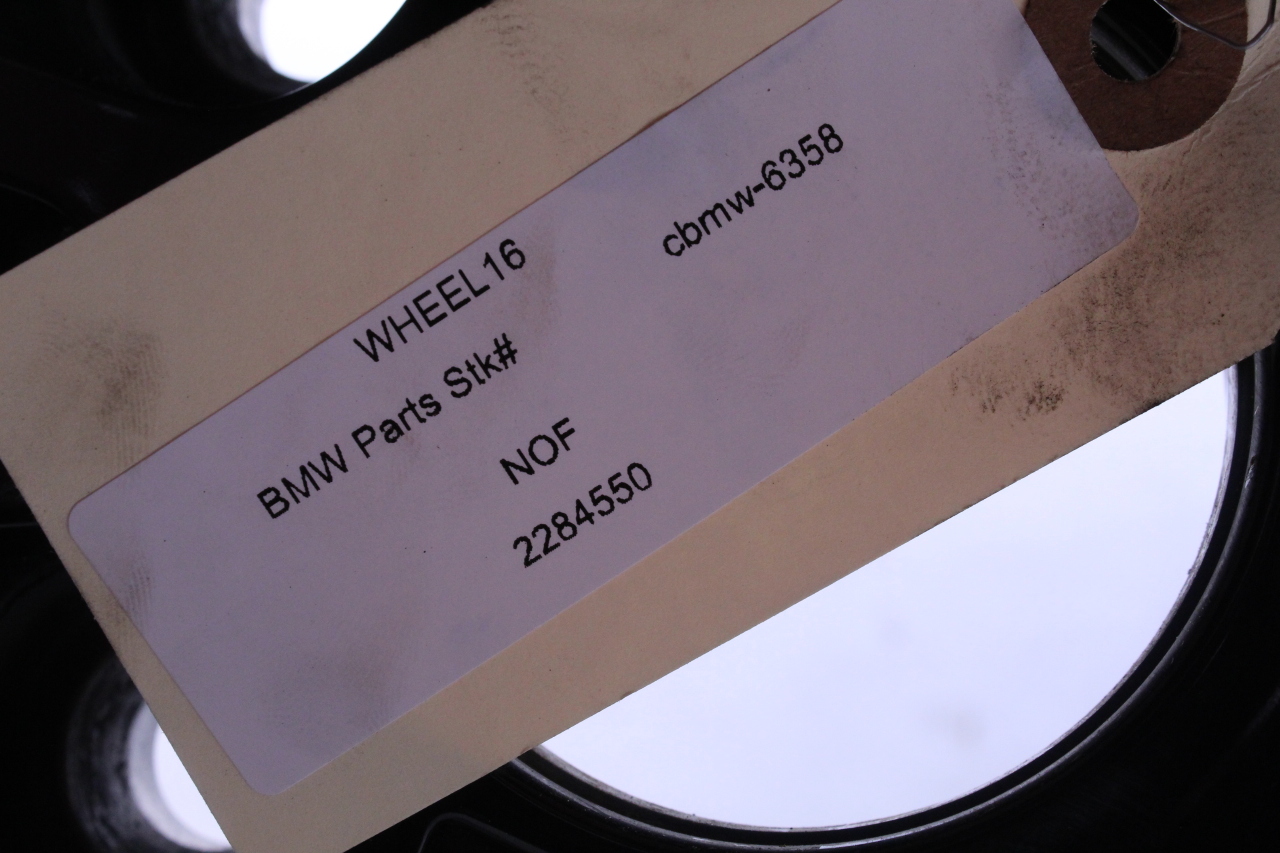 WHEEL16
cbmw-6358
BMW Parts Stk#
NOF
2284550